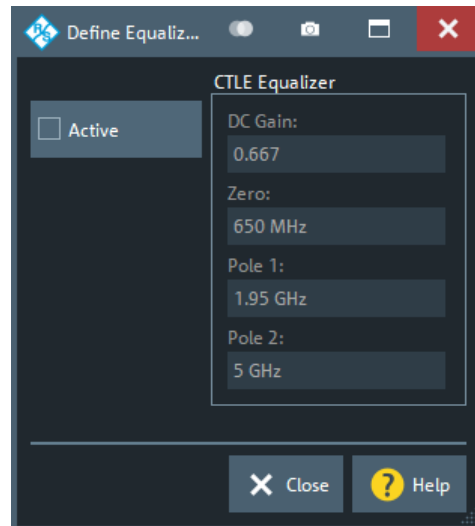 R&S Define Equaliz...
CTLE Equalizer
Active
DC Gain:
0.667
Zero:
650 MHz
Pole 1:
1.95 GHz
Pole 2:
5 GHz
Close
? Help